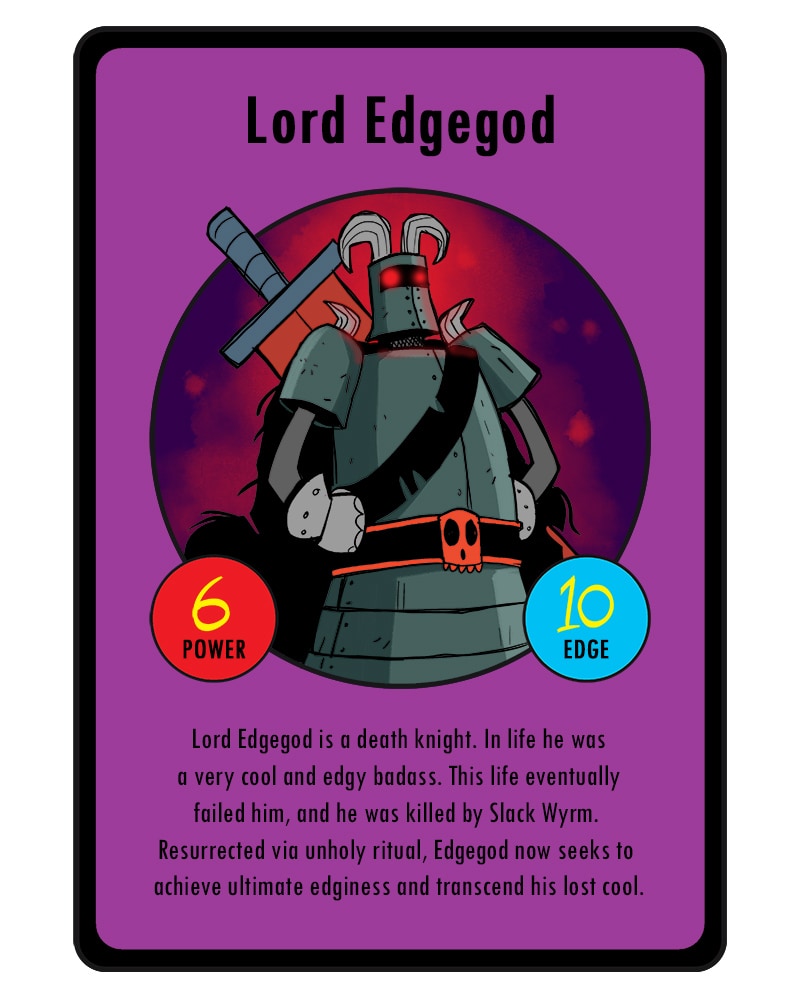 Lord Edgegod
6
POWER
10
EDGE
Lord Edgegod is a death knight. In life he was
a very cool and edgy badass. This life eventually
failed him, and he was killed by Slack Wyrm.
Resurrected via unholy ritual, Edgegod now seeks to
achieve ultimate edginess and transcend his lost cool.